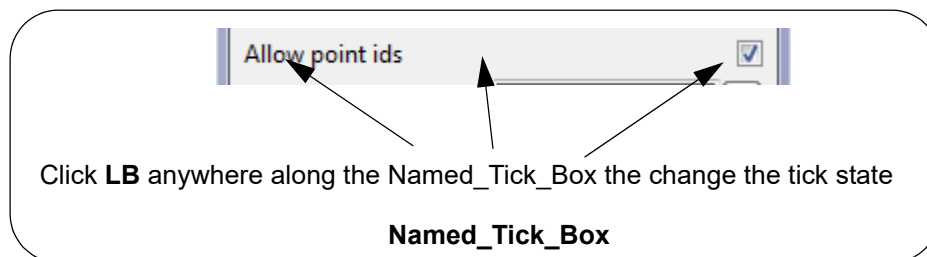 Allow point ids
Click LB anywhere along the Named_Tick_Box the change the tick state
Named_Tick_Box